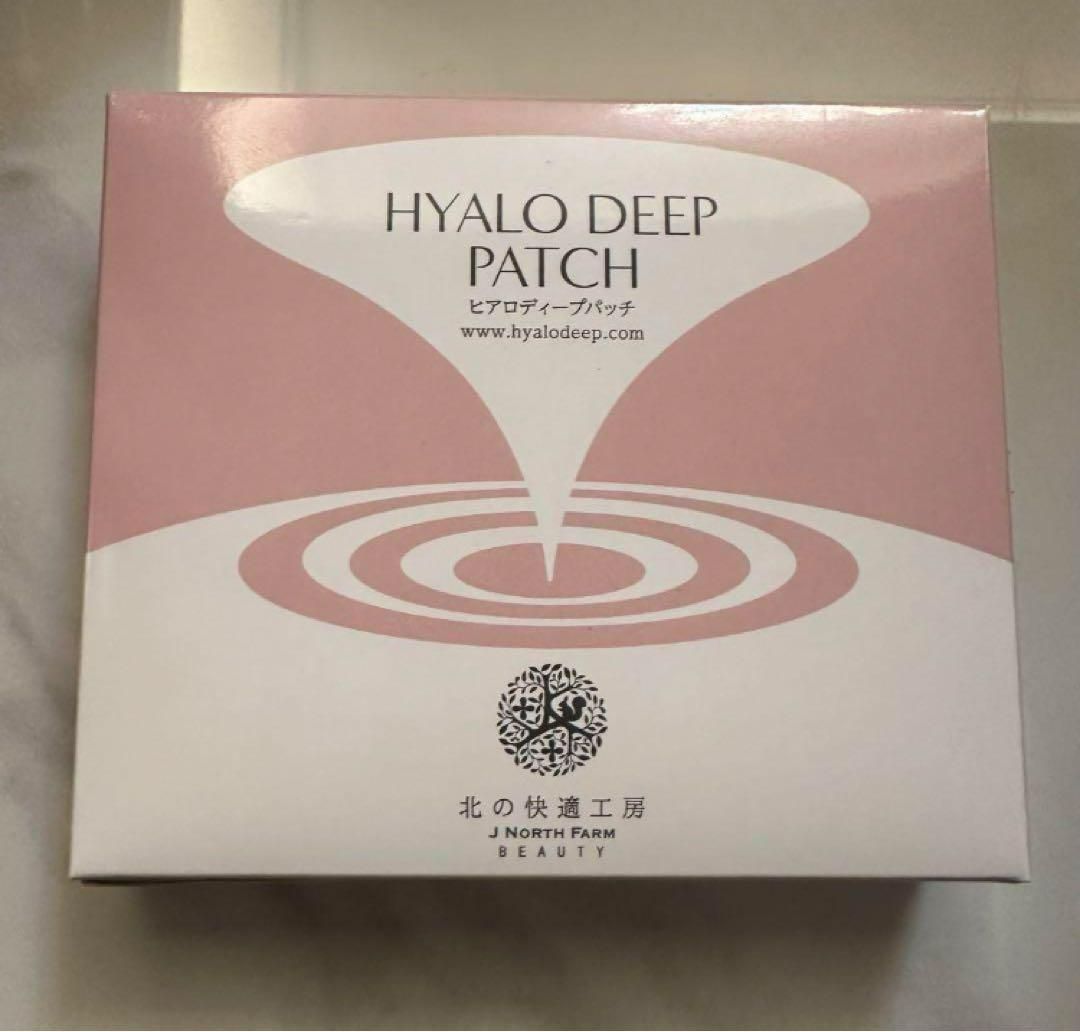 HYALO DEEP
PATCH
ヒアロディープパッチ
www.hyalodeep.com
北の快適工房
J NORTH FARM
BEAUTY